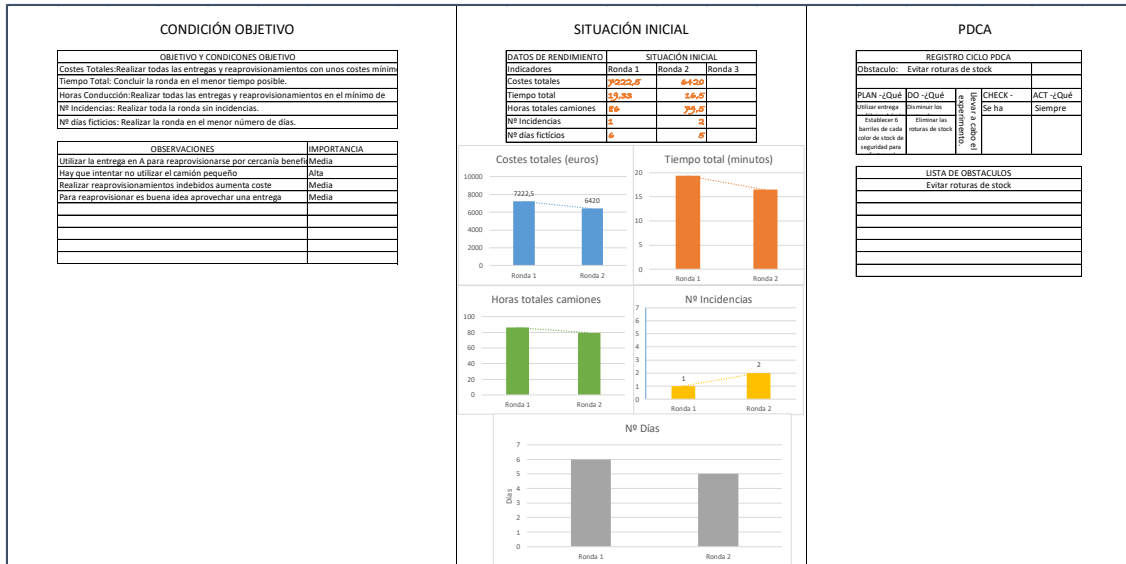 CONDICIÓN OBJETIVO
OBJETIVO Y CONDICONES OBJETIVO
Costes Totales:Realizar todas las entregas y reaprovisionamientos con unos costes mínim
Tiempo Total: Concluir la ronda en el menor tiempo posible.
Horas Conducción:Realizar todas las entregas y reaprovisionamientos en el mínimo de
Nº Incidencias: Realizar toda la ronda sin incidencias.
Nº días ficticios: Realizar la ronda en el menor número de días.
OBSERVACIONES IMPORTANCIA
Utilizar la entrega en A para reaprovisionarse por cercanía benefi Media
Hay que intentar no utilizar el camión pequeño Alta
Realizar reaprovisionamientos indebidos aumenta coste Media
Para reaprovisionar es buena idea aprovechar una entrega Media
SITUACIÓN INICIAL
DATOS DE RENDIMIENTO SITUACIÓN INICIAL
Indicadores Ronda 1 Ronda 2 Ronda 3
Costes totales 7222,5 6420
Tiempo total 19,33 16,5
Horas totales camiones 86 79,5
Nº Incidencias 1 2
Nº días fictícios 6 5
Costes totales (euros)
10000
8000
6000
4000
2000
0
7222,5
6420
Ronda 1 Ronda 2
Tiempo total (minutos)
20
15
10
5
0
Ronda 1 Ronda 2
Horas totales camiones
100
80
60
40
20
0
Ronda 1 Ronda 2
Nº Incidencias
7
6
5
4
3
2
1
0
1
2
Ronda 1 Ronda 2
Nº Días
Días
7
6
5
4
3
2
1
0
Ronda 1 Ronda 2
PDCA
REGISTRO CICLO PDCA
Obstaculo: Evitar roturas de stock
PLAN -¿Qué DO -¿Qué llevar a cabo el experimento. CHECK - ACT -¿Qué
Utilizar entrega Disminuir los Se ha Siempre
Establecer 6 barriles de cada color de stock de seguridad para Eliminar las roturas de stock
LISTA DE OBSTACULOS
Evitar roturas de stock